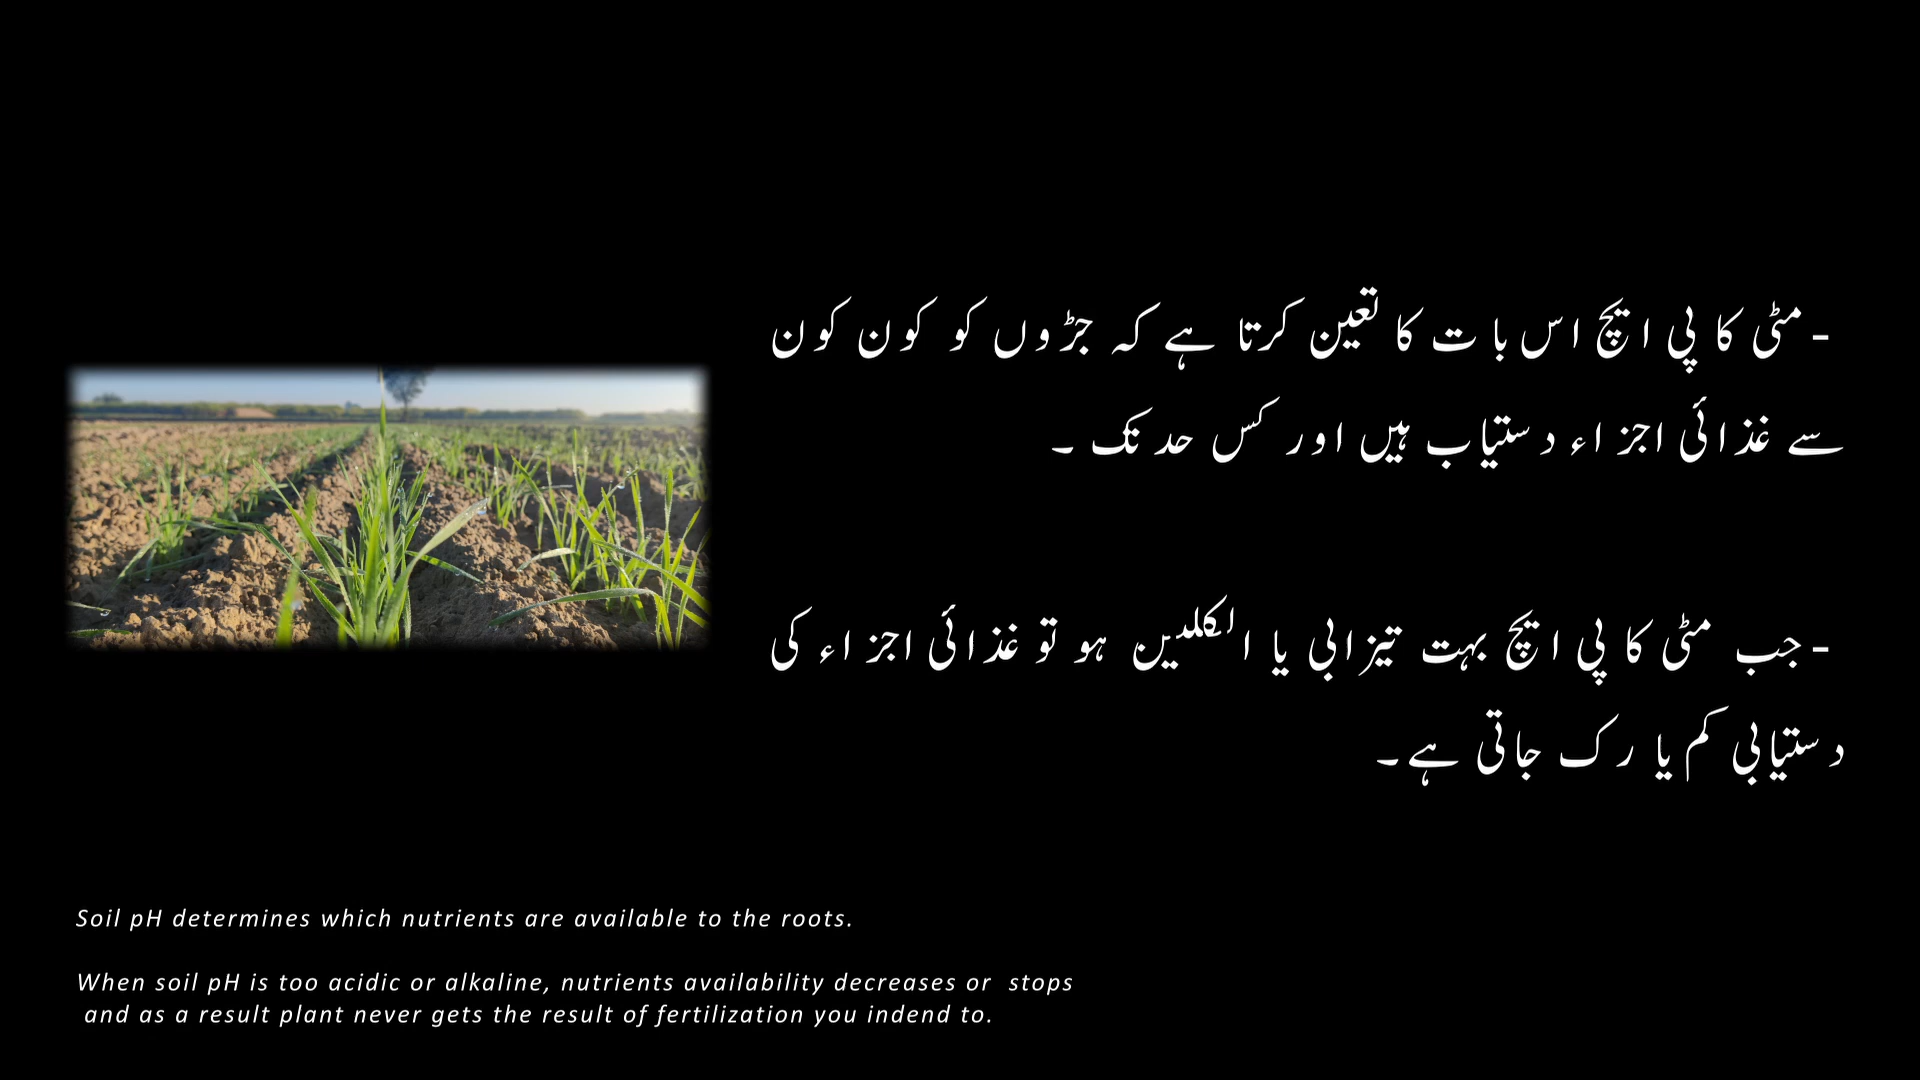 - مٹی کا پی ایچ اس بات کا تعین کرتا ہے کہ جڑوں کو کون کون
سے غذائی اجزاء دستیاب ہیں اور کس حد تک ۔
- جب مٹی کا پی ایچ بہت تیزابی یا الکلدین ہو تو غذائی اجزاء کی
دستیابی کم یا رک جاتی ہے۔
Soil pH determines which nutrients are available to the roots.
When soil pH is too acidic or alkaline, nutrients availability decreases or stops
and as a result plant never gets the result of fertilization you indend to.